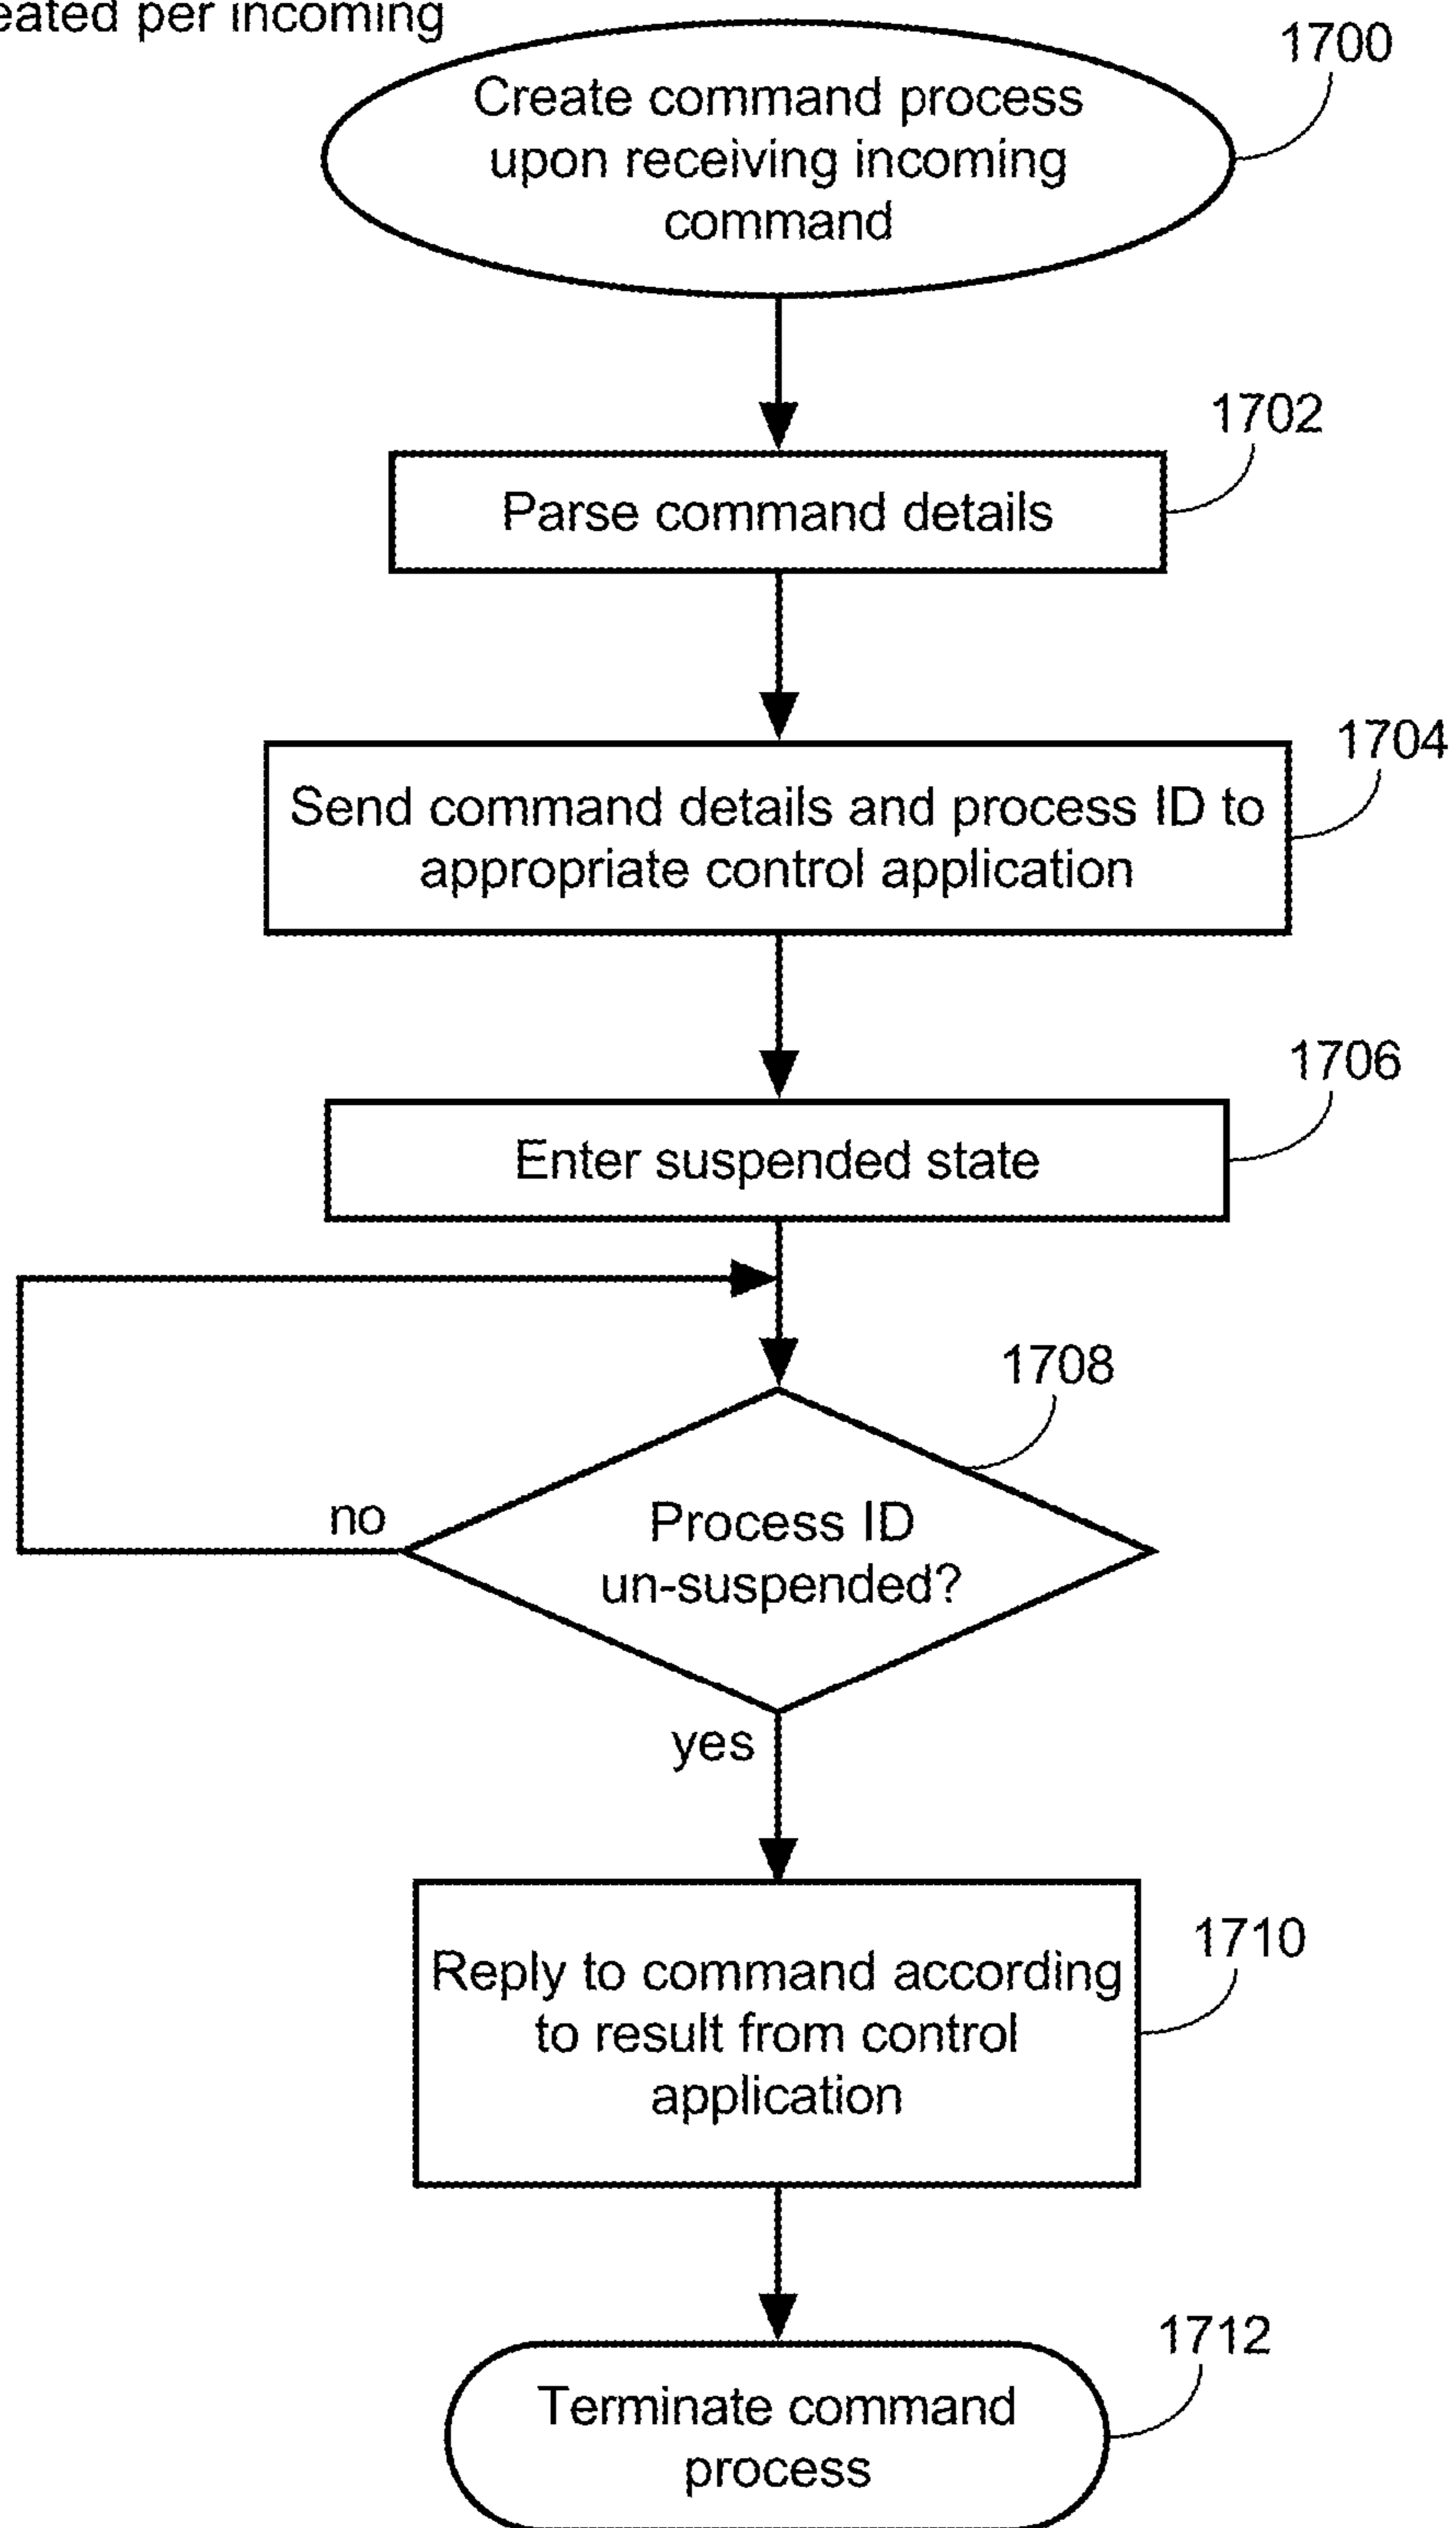 per incoming
1700
Create command process
upon receiving incoming
command
1702
Parse command details
1704
Send command details and process ID to
appropriate control application
1706
Enter suspended state
1708
no
Process ID
un-suspended?
yes
1710
Reply to command according
to result from control
application
1712
Terminate command
process